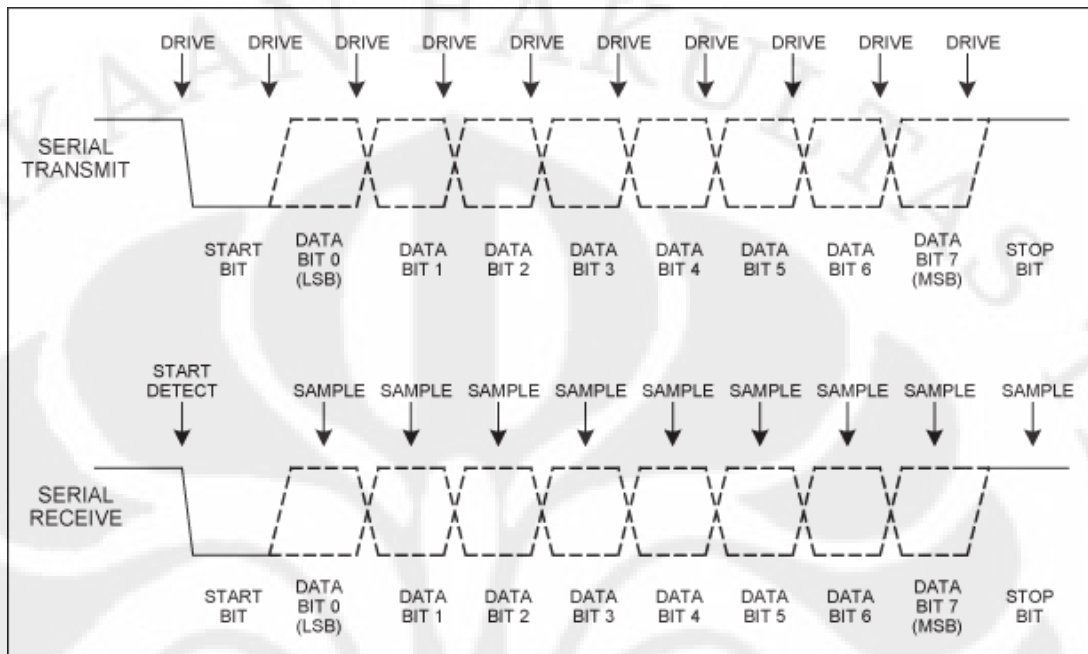 DRIVE DRIVE DRIVE DRIVE DRIVE DRIVE DRIVE DRIVE DRIVE DRIVE
SERIAL
TRANSMIT
START
BIT
DATA
BIT 0
(LSB)
DATA
BIT 1
DATA
BIT 2
DATA
BIT 3
DATA
BIT 4
DATA
BIT 5
DATA
BIT 6
DATA
BIT 7
(MSB)
STOP
BIT
START
DETECT
SAMPLE SAMPLE SAMPLE SAMPLE SAMPLE SAMPLE SAMPLE SAMPLE SAMPLE
SERIAL
RECEIVE
START
BIT
DATA
BIT 0
(LSB)
DATA
BIT 1
DATA
BIT 2
DATA
BIT 3
DATA
BIT 4
DATA
BIT 5
DATA
BIT 6
DATA
BIT 7
(MSB)
STOP
BIT
KAAN FAKULTAS